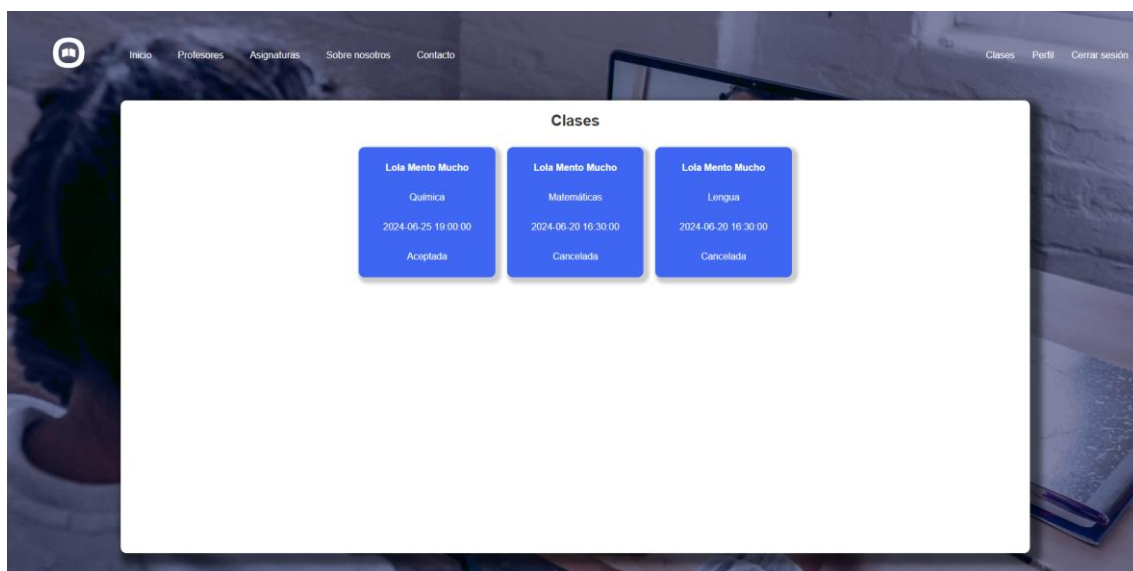 Inicio Profesores Asignaturas Sobre nosotros Contacto Clases Perfil Cerrar sesión
Clases
Lola Mento Mucho
Química
2024-06-25 19:00:00
Aceptada
Lola Mento Mucho
Matemáticas
2024-06-20 16:30:00
Cancelada
Lola Mento Mucho
Lengua
2024-06-20 16:30:00
Cancelada